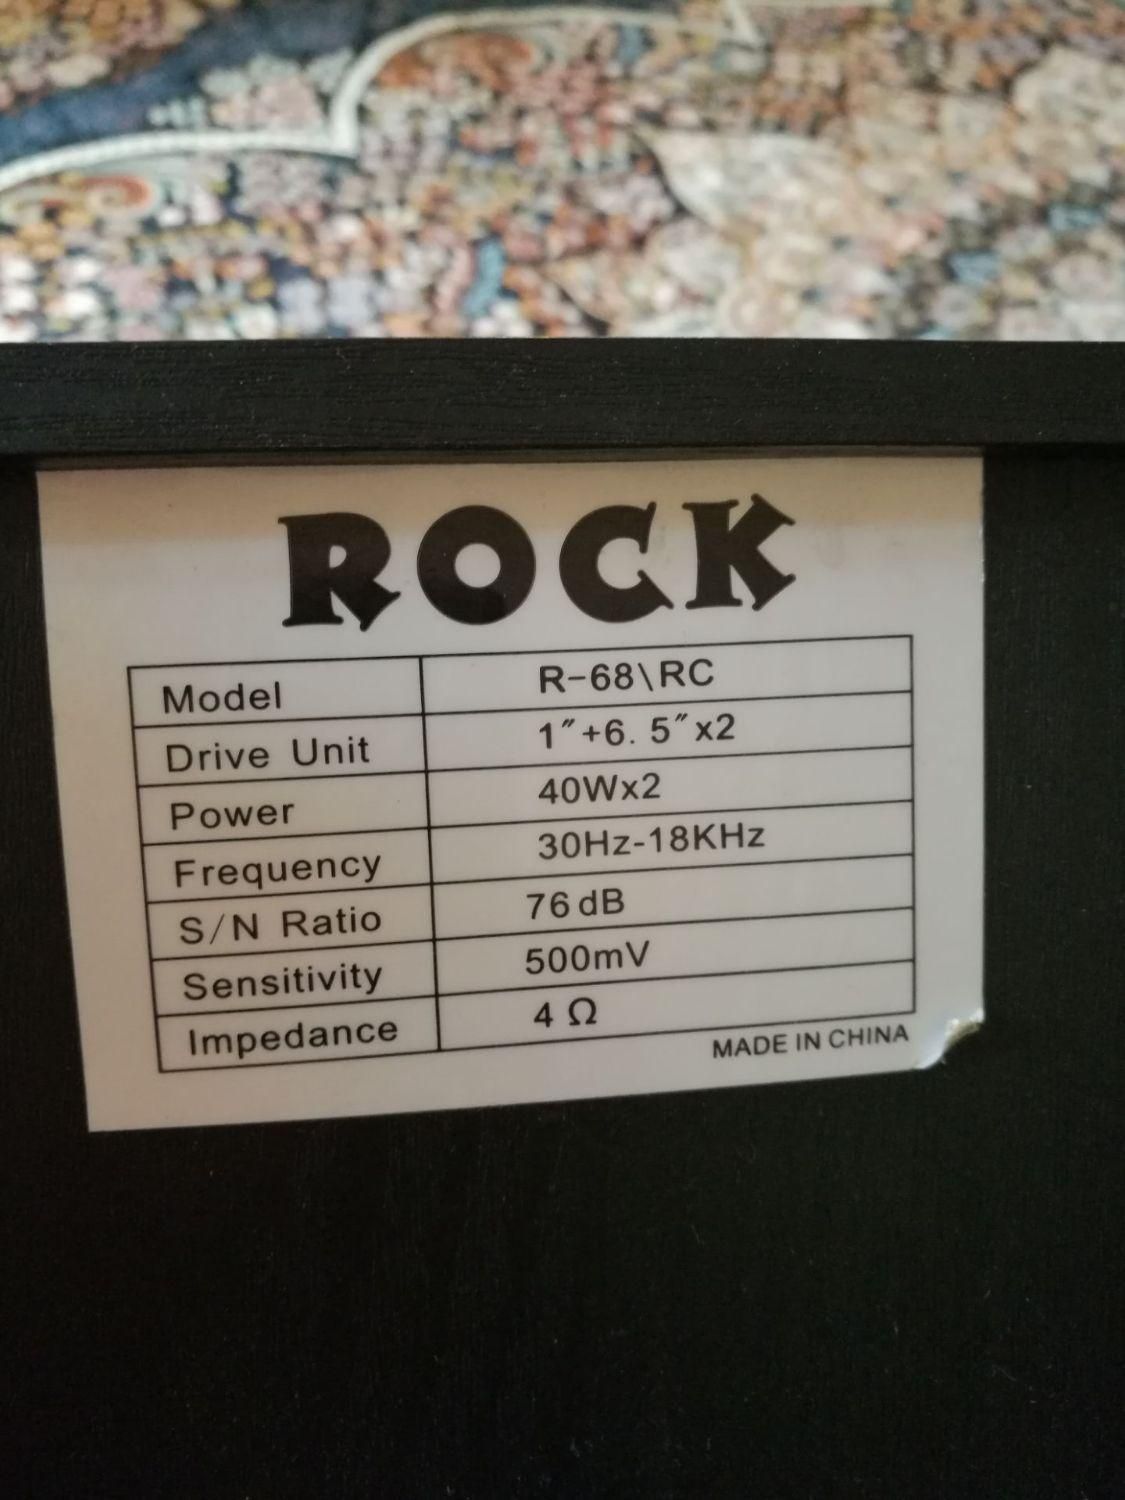 ROCK
Model R-68\RC
Drive Unit 1″+6. 5″x2
Power 40Wx2
Frequency 30Hz-18KHz
S/N Ratio 76dB
Sensitivity 500mV
Impedance 4 Ω
MADE IN CHINA